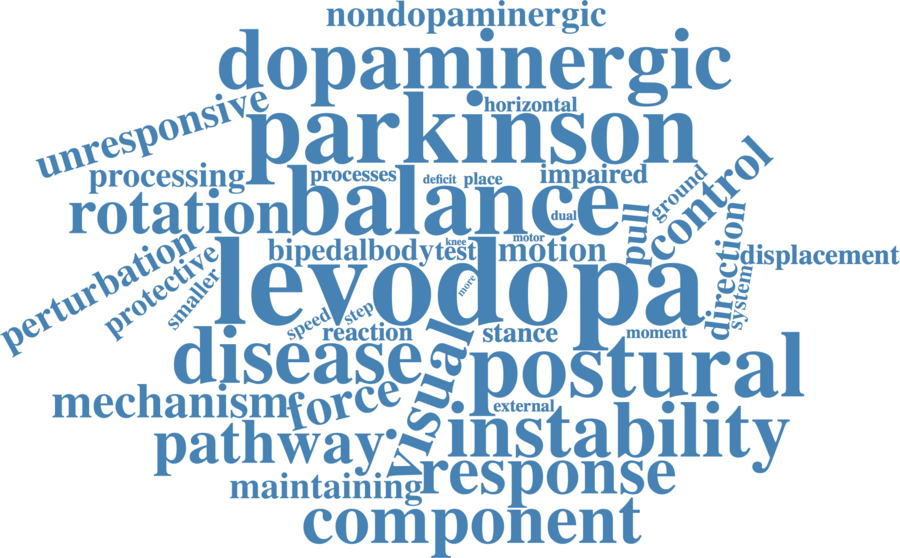 nondopaminergic
dopaminergic
horizontal
parkinson
unresponsive
processing
processes
deficit
place
impaired
control
ground
rotation
balance
dual
pull
direction
system
displacement
perturbation
protective
smaller
bipedal
body
test
knee
motor
motion
levodopa
more
speed
step
reaction
stance
moment
disease
visual
postural
mechanism
force
external
pathway
instability
maintaining
response
component